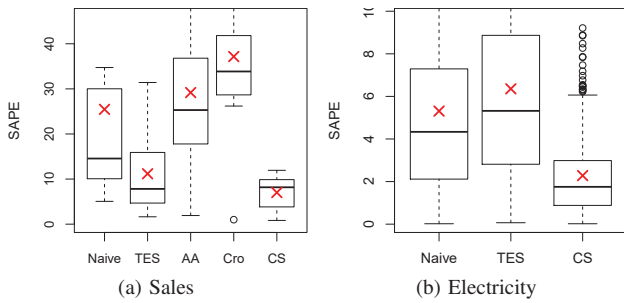 SAPE
40
30
20
10
0
Naive TES AA Cro CS
(a) Sales
SAPE
10
8
6
4
2
0
Naive TES CS
(b) Electricity